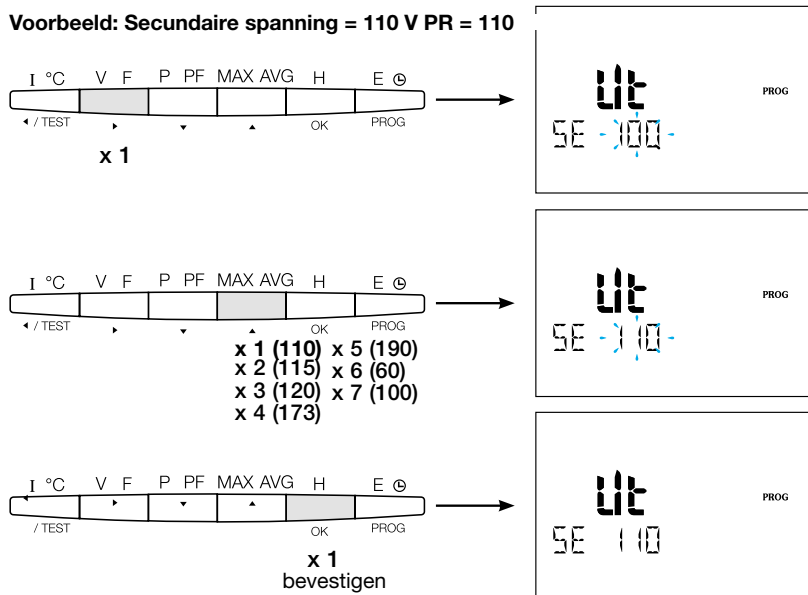 Voorbeeld: Secundaire spanning = 110 V PR = 110
I °C V F P PF MAX AVG H E
/ TEST OK PROG
x 1
Ut
PROG
SE 100
I °C V F P PF MAX AVG H E
/ TEST OK PROG
x 1 (110) x 5 (190)
x 2 (115) x 6 (60)
x 3 (120) x 7 (100)
x 4 (173)
Ut
PROG
SE 110
I °C V F P PF MAX AVG H E
/ TEST OK PROG
x 1
bevestigen
Ut
PROG
SE 110